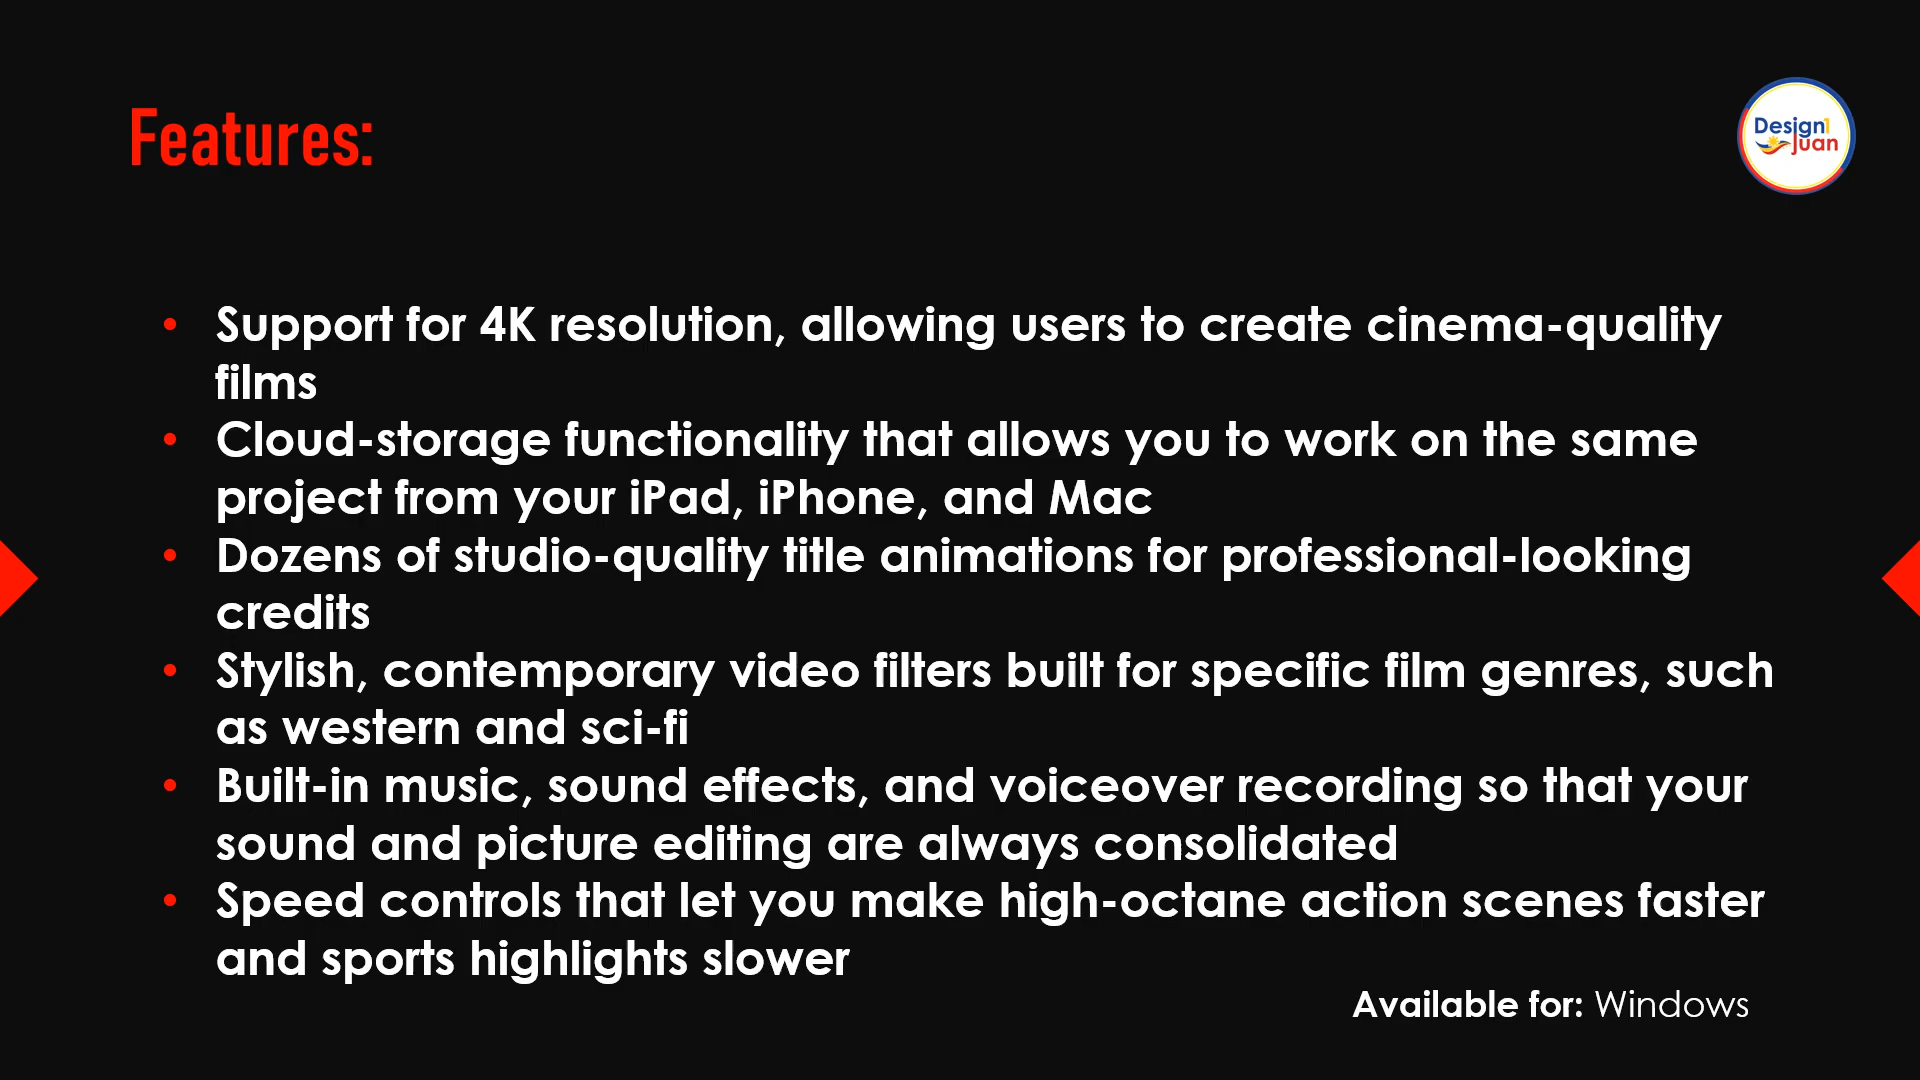 Features:
Design1
Juan
• Support for 4K resolution, allowing users to create cinema-quality
films
• Cloud-storage functionality that allows you to work on the same
project from your iPad, iPhone, and Mac
• Dozens of studio-quality title animations for professional-looking
credits
• Stylish, contemporary video filters built for specific film genres, such
as western and sci-fi
• Built-in music, sound effects, and voiceover recording so that your
sound and picture editing are always consolidated
• Speed controls that let you make high-octane action scenes faster
and sports highlights slower
Available for: Windows